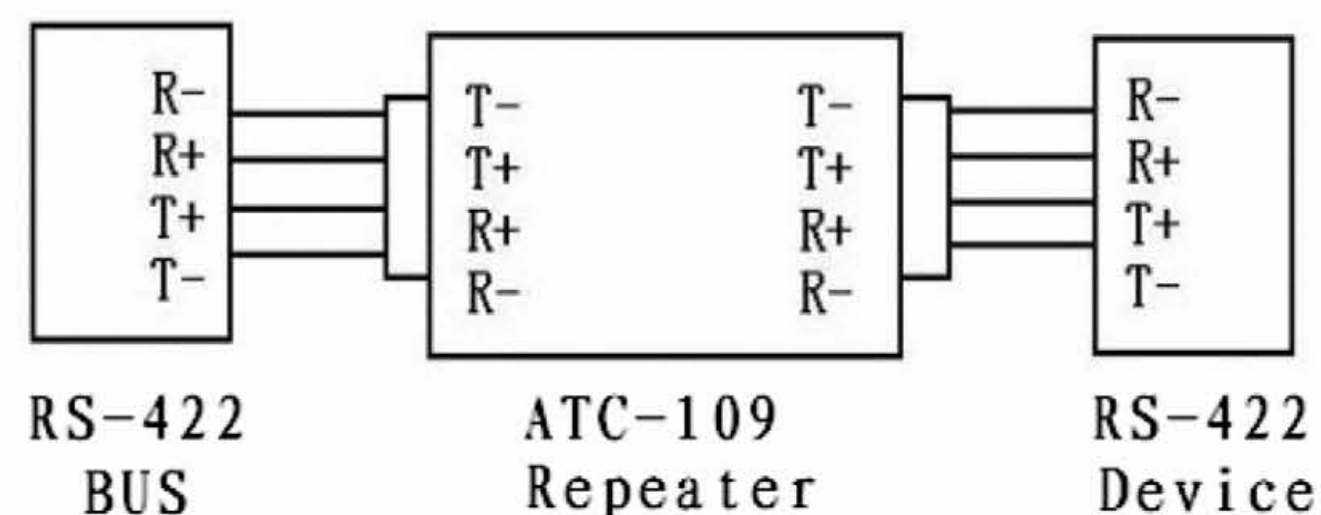 R- T- T- R-
R+ T+ T+ R+
T+ R+ R+ T+
T- R- R- T-
RS-422 ATC-109 RS-422
BUS Repeater Device